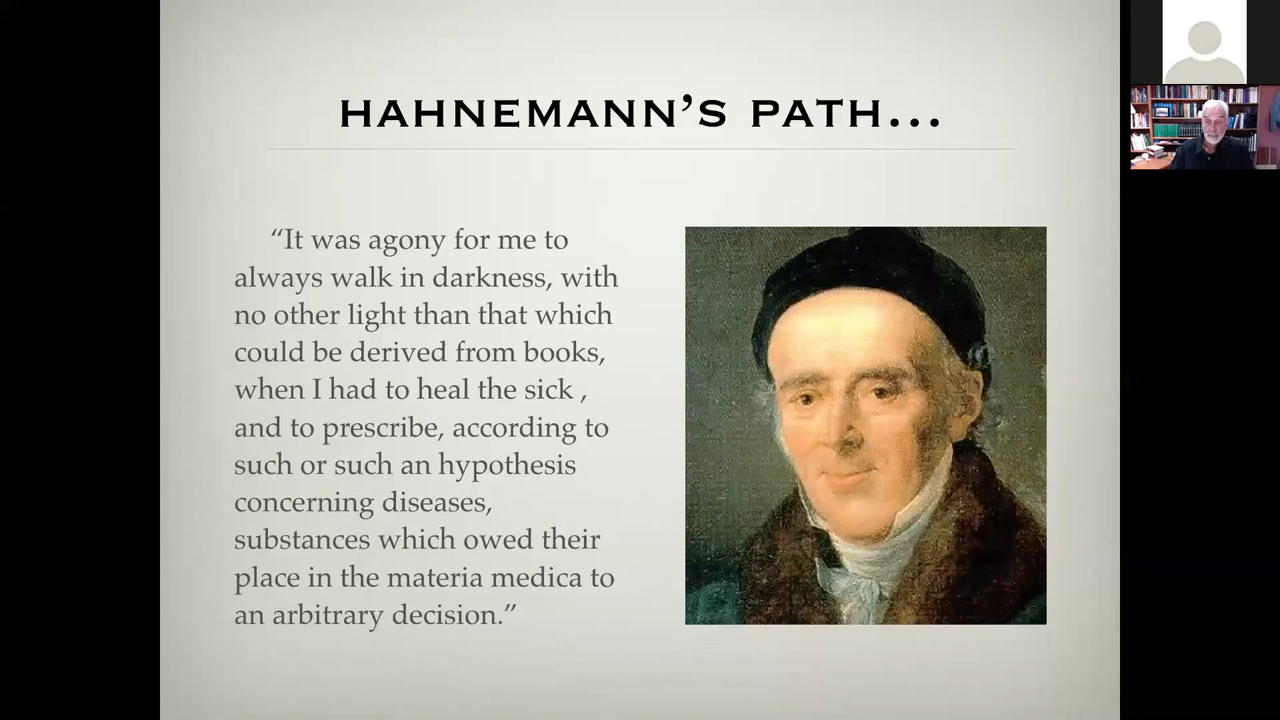 HAHNEMANN’S PATH...
“It was agony for me to
always walk in darkness, with
no other light than that which
could be derived from books,
when I had to heal the sick ,
and to prescribe, according to
such or such an hypothesis
concerning diseases,
substances which owed their
place in the materia medica to
an arbitrary decision.”